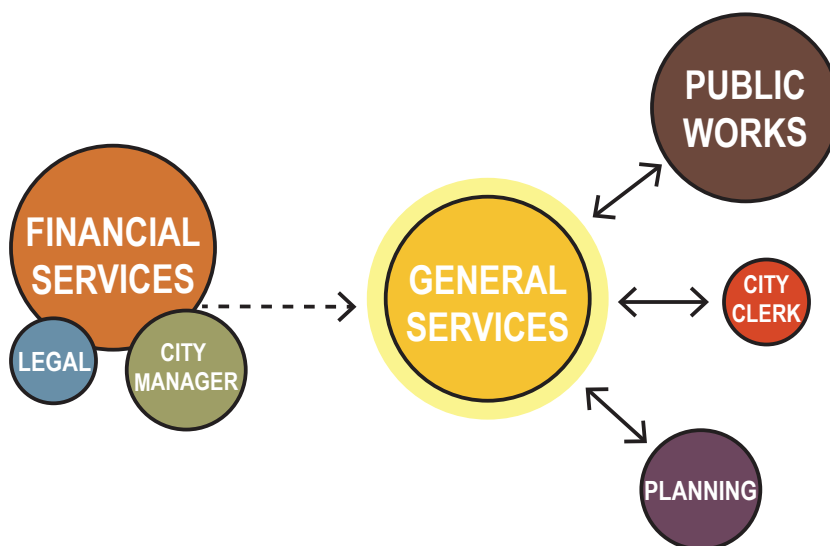 PUBLIC
WORKS
FINANCIAL
SERVICES
GENERAL
SERVICES
CITY
CLERK
LEGAL
CITY
MANAGER
PLANNING